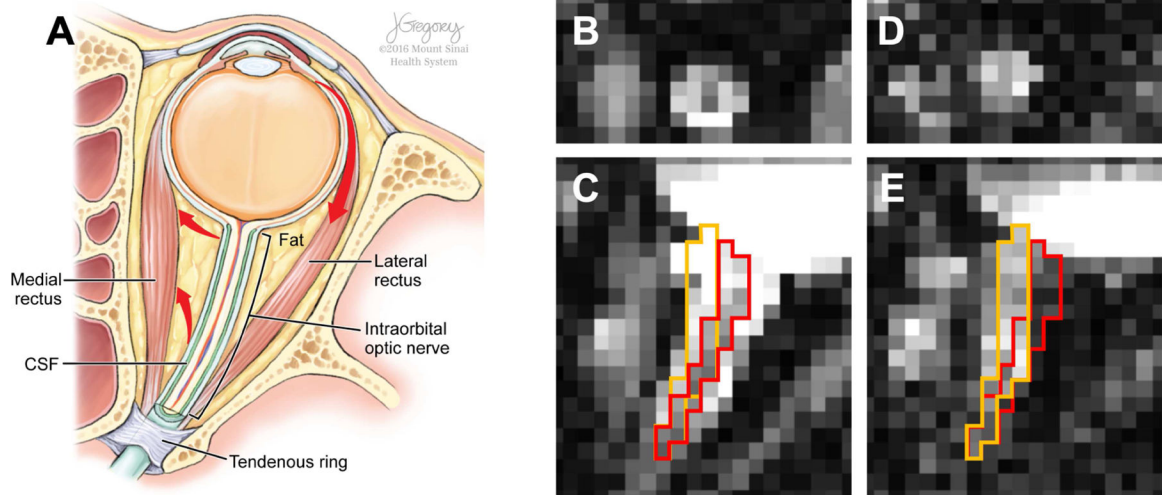 A
JGregory
©2016 Mount Sinai
Health System
Fat
Medial
rectus
Lateral
rectus
Intraorbital
optic nerve
CSF
Tendenous ring
B
D
C
E